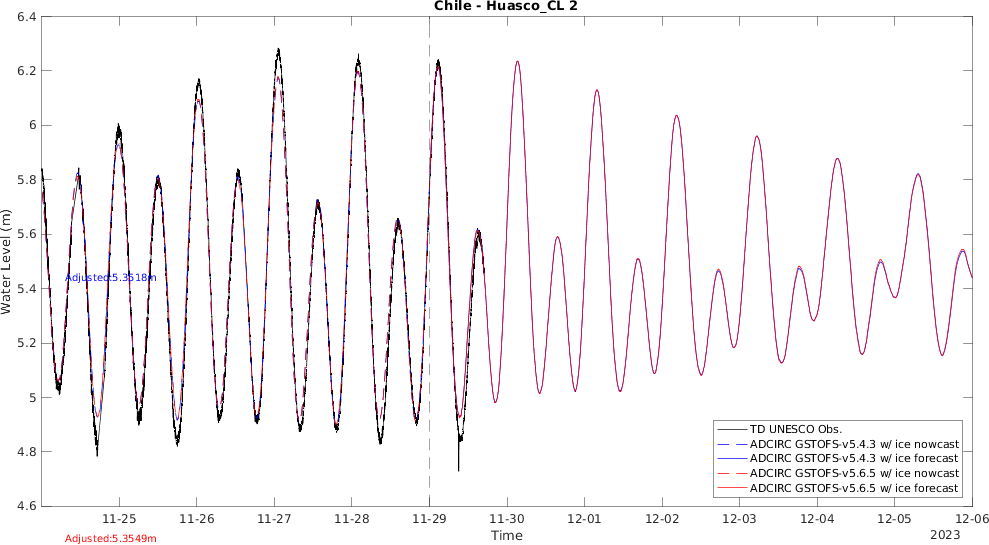 Chile - Huasco_CL 2
6.4
6.2
6
5.8
5.6
5.4
5.2
5
4.8
4.6
Water Level (m)
Adjusted:5.3518m
TD UNESCO Obs.
ADCIRC GSTOFS-v5.4.3 w/ ice nowcast
ADCIRC GSTOFS-v5.4.3 w/ ice forecast
ADCIRC GSTOFS-v5.6.5 w/ ice nowcast
ADCIRC GSTOFS-v5.6.5 w/ ice forecast
11-25 11-26 11-27 11-28 11-29 11-30 12-01 12-02 12-03 12-04 12-05 12-06
Time
2023
Adjusted:5.3549m